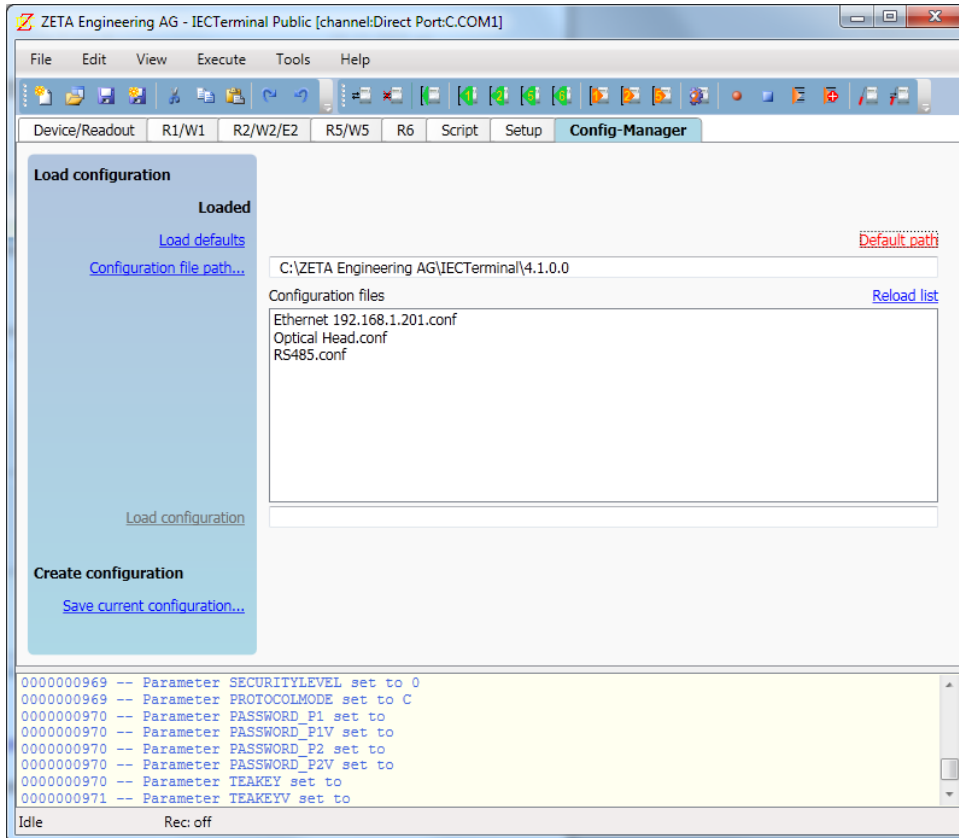 ZETA Engineering AG - IECTerminal Public [channel:Direct Port:C.COM1]
File Edit View Execute Tools Help
Device/Readout R1/W1 R2/W2/E2 R5/W5 R6 Script Setup Config-Manager
Load configuration
Loaded
Load defaults Default path
Configuration file path... C:\ZETA Engineering AG\IECTerminal\4.1.0.0
Configuration files Reload list
Ethernet 192.168.1.201.conf
Optical Head.conf
RS485.conf
Load configuration
Create configuration
Save current configuration...
0000000969 -- Parameter SECURITYLEVEL set to 0
0000000969 -- Parameter PROTOCOLMODE set to C
0000000970 -- Parameter PASSWORD_P1 set to
0000000970 -- Parameter PASSWORD_P1V set to
0000000970 -- Parameter PASSWORD_P2 set to
0000000970 -- Parameter PASSWORD_P2V set to
0000000970 -- Parameter TEAKEY set to
0000000971 -- Parameter TEAKEYV set to
Idle Rec: off